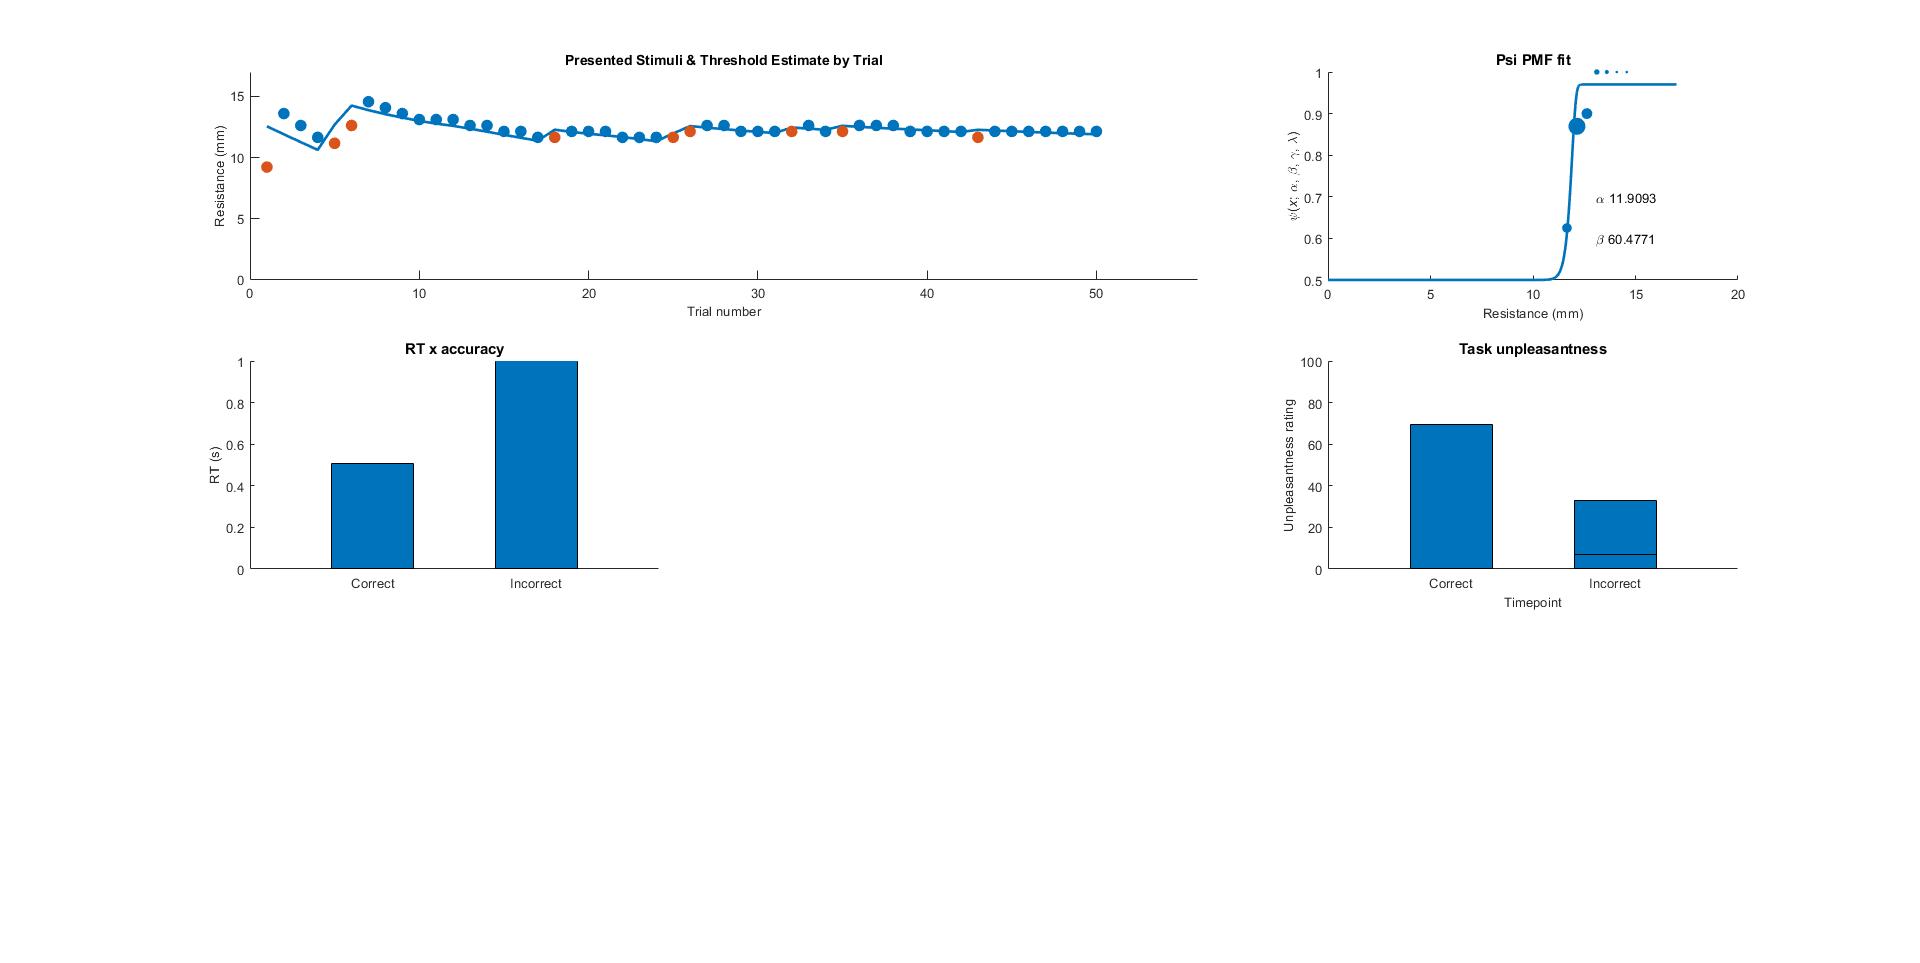 Presented Stimuli & Threshold Estimate by Trial
Resistance (mm)
15
10
5
0
0 10 20 30 40 50
Trial number
Psi PMF fit
ψ(x; α, β, γ, λ)
1
0.9
0.8
0.7
0.6
0.5
α 11.9093
β 60.4771
0 5 10 15 20
Resistance (mm)
RT x accuracy
RT (s)
1
0.8
0.6
0.4
0.2
0
Correct Incorrect
Task unpleasantness
Unpleasantness rating
100
80
60
40
20
0
Correct Incorrect
Timepoint